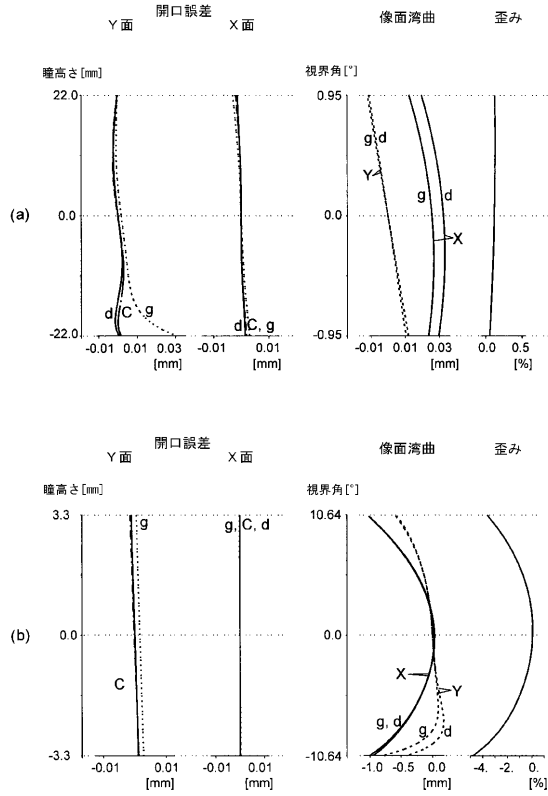 開口誤差
Y 面 X 面 像面湾曲 歪み
瞳高さ[mm] 視界角[°]
22.0 0.95
g d
Y
g d
(a) 0.0 0.0
X
d C g d C, g
-22.0 -0.95
-0.01 0.01 0.03 -0.01 0.01 -0.01 0.01 0.03 0.0 0.5
[mm] [mm] [mm] [%]
開口誤差
Y 面 X 面 像面湾曲 歪み
瞳高さ[mm] 視界角[°]
3.3 10.64
g g, C, d
(b) 0.0 0.0
C X Y
g, d g d
-3.3 -10.64
-0.01 0.01 -0.01 0.01 -1.0 -0.5 0.0 -4. -2. 0.
[mm] [mm] [mm] [%]